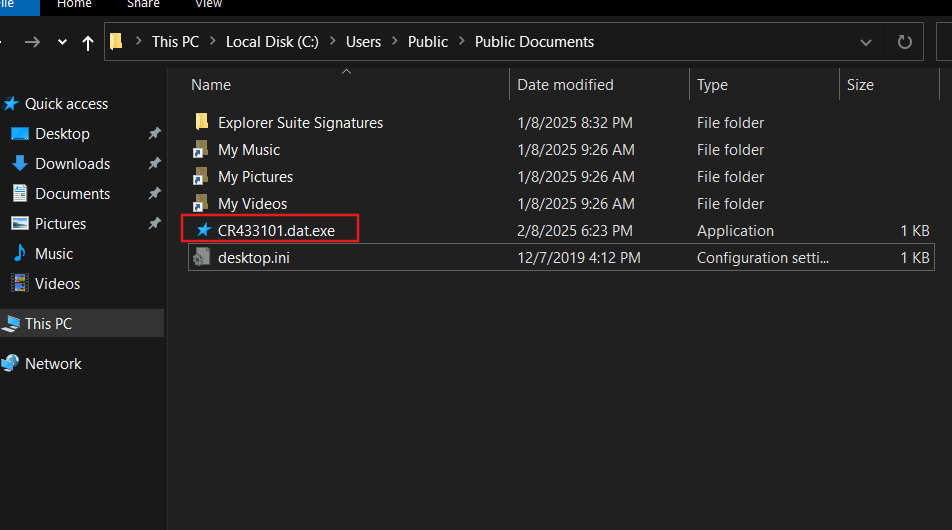 File Home Share View
This PC Local Disk (C:) Users Public Public Documents
Name Date modified Type Size
Quick access
Desktop
Downloads
Documents
Pictures
Music
Videos
This PC
Network
Explorer Suite Signatures 1/8/2025 8:32 PM File folder
My Music 1/8/2025 9:26 AM File folder
My Pictures 1/8/2025 9:26 AM File folder
My Videos 1/8/2025 9:26 AM File folder
CR433101.dat.exe 2/8/2025 6:23 PM Application 1 KB
desktop.ini 12/7/2019 4:12 PM Configuration setti... 1 KB